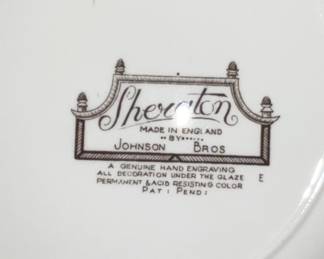 Sheraton
MADE IN ENGLAND
BY
JOHNSON BROS
A GENUINE HAND ENGRAVING
ALL DECORATION UNDER THE GLAZE E
PERMANENT & ACID RESISTING COLOR
PAT: PEND: